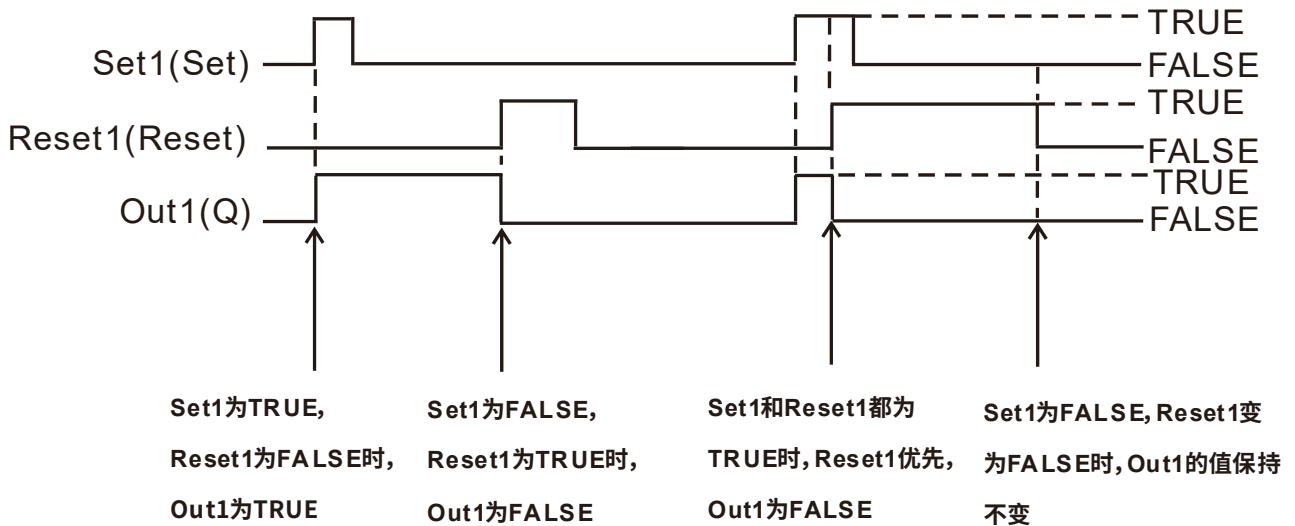 TRUE
Set1(Set)
FALSE
TRUE
Reset1(Reset)
FALSE
TRUE
Out1(Q)
FALSE
Set1为TRUE,
Reset1为FALSE时,
Out1为TRUE
Set1为FALSE,
Reset1为TRUE时,
Out1为FALSE
Set1和Reset1都为
TRUE时, Reset1优先,
Out1为FALSE
Set1为FALSE, Reset1变
为FALSE时, Out1的值保持
不变